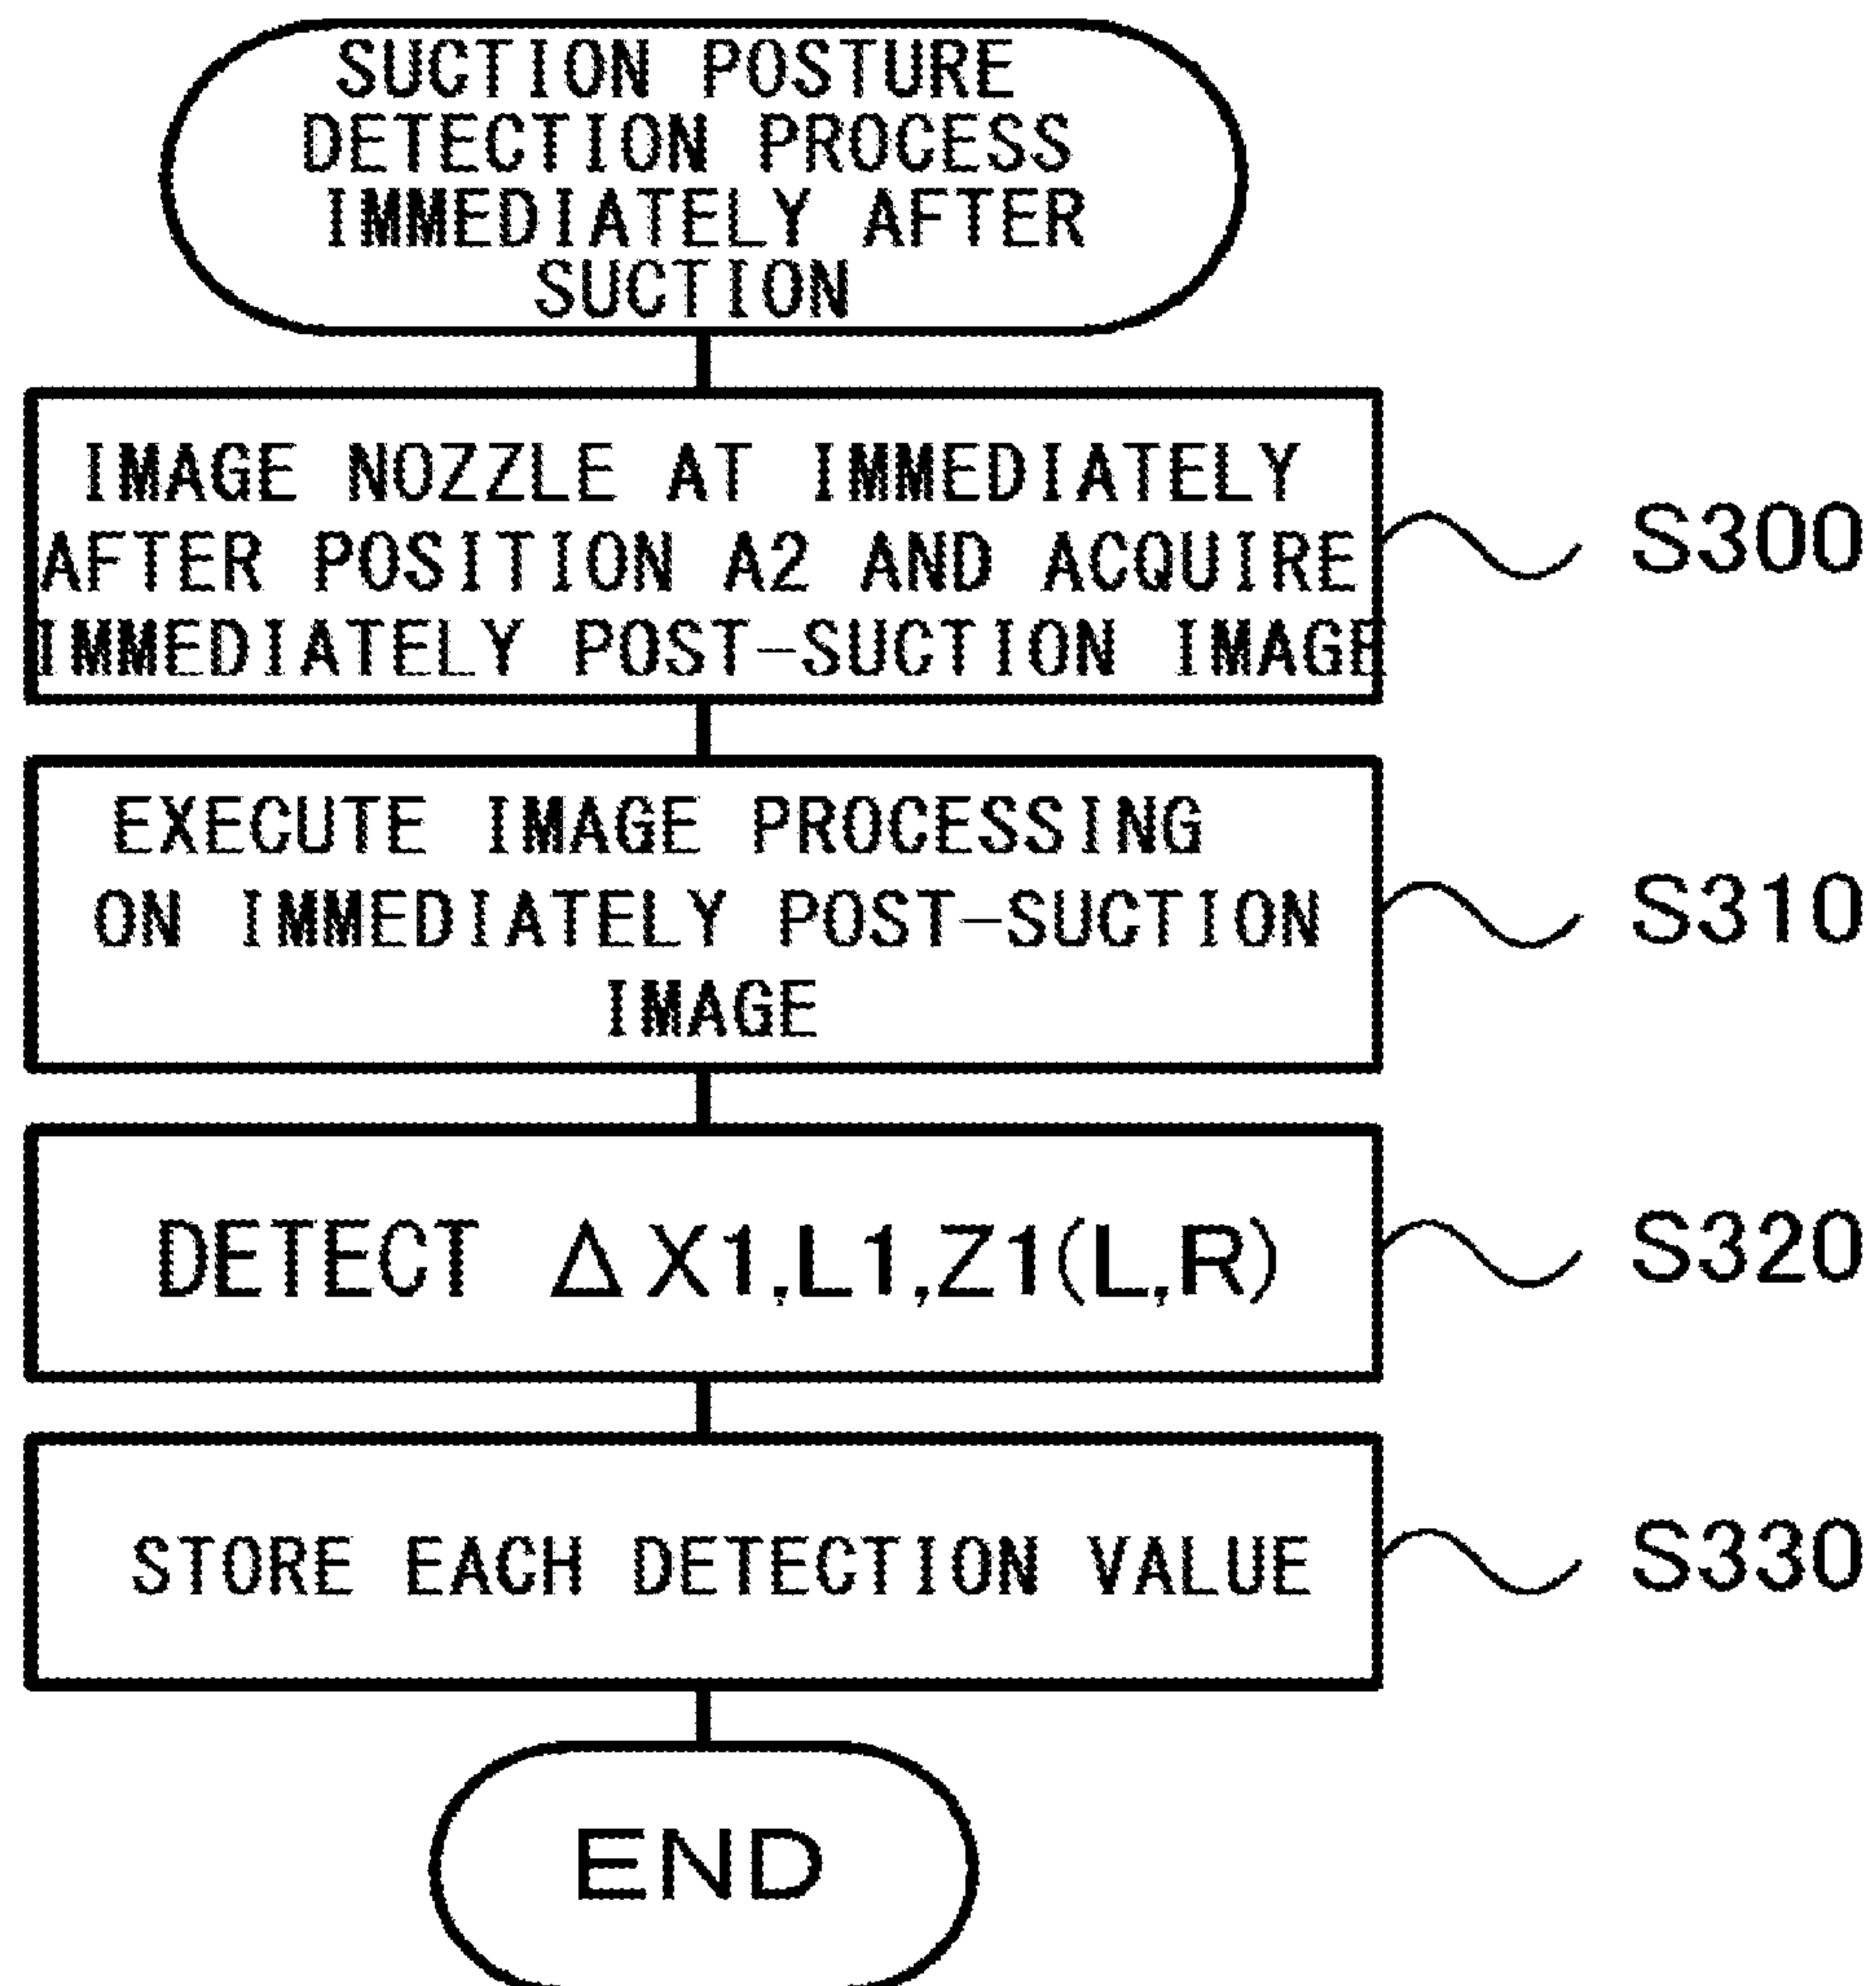 SUCTION POSTURE
DETECTION PROCESS
IMMEDIATELY AFTER
SUCTION
IMAGE NOZZLE AT IMMEDIATELY
AFTER POSITION A2 AND ACQUIRE
IMMEDIATELY POST-SUCTION IMAGE
S300
EXECUTE IMAGE PROCESSING
ON IMMEDIATELY POST-SUCTION
IMAGE
S310
DETECT ΔX1,L1,Z1(L,R)
S320
STORE EACH DETECTION VALUE
S330
END